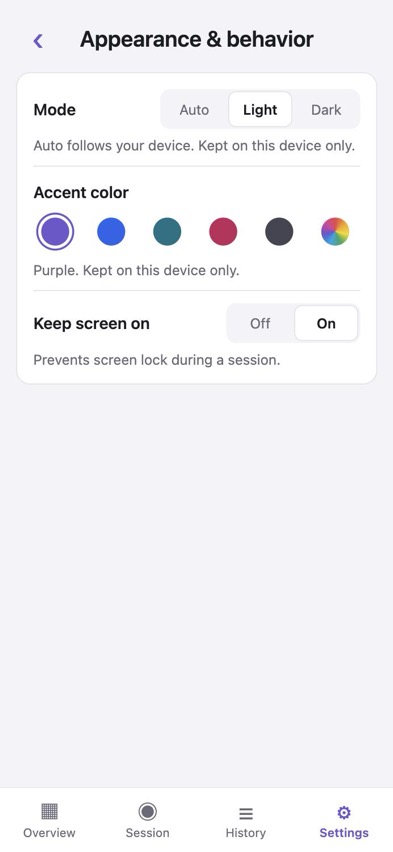 Appearance & behavior
Mode
Auto
Light
Dark
Auto follows your device. Kept on this device only.
Accent color
Purple. Kept on this device only.
Keep screen on
Off
On
Prevents screen lock during a session.
Overview
Session
History
Settings